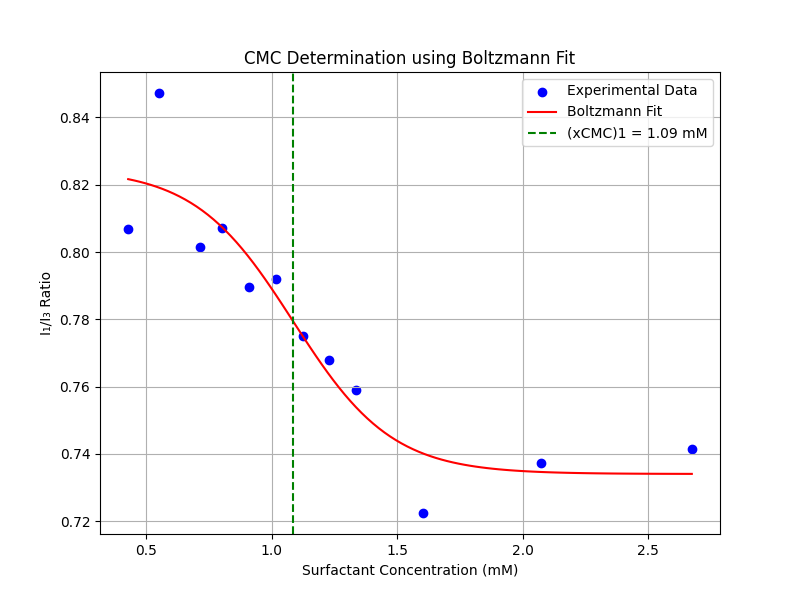 CMC Determination using Boltzmann Fit
Experimental Data
Boltzmann Fit
(xCMC)1 = 1.09 mM
0.84
0.82
0.80
0.78
0.76
0.74
0.72
I₁/I₃ Ratio
0.5
1.0
1.5
2.0
2.5
Surfactant Concentration (mM)